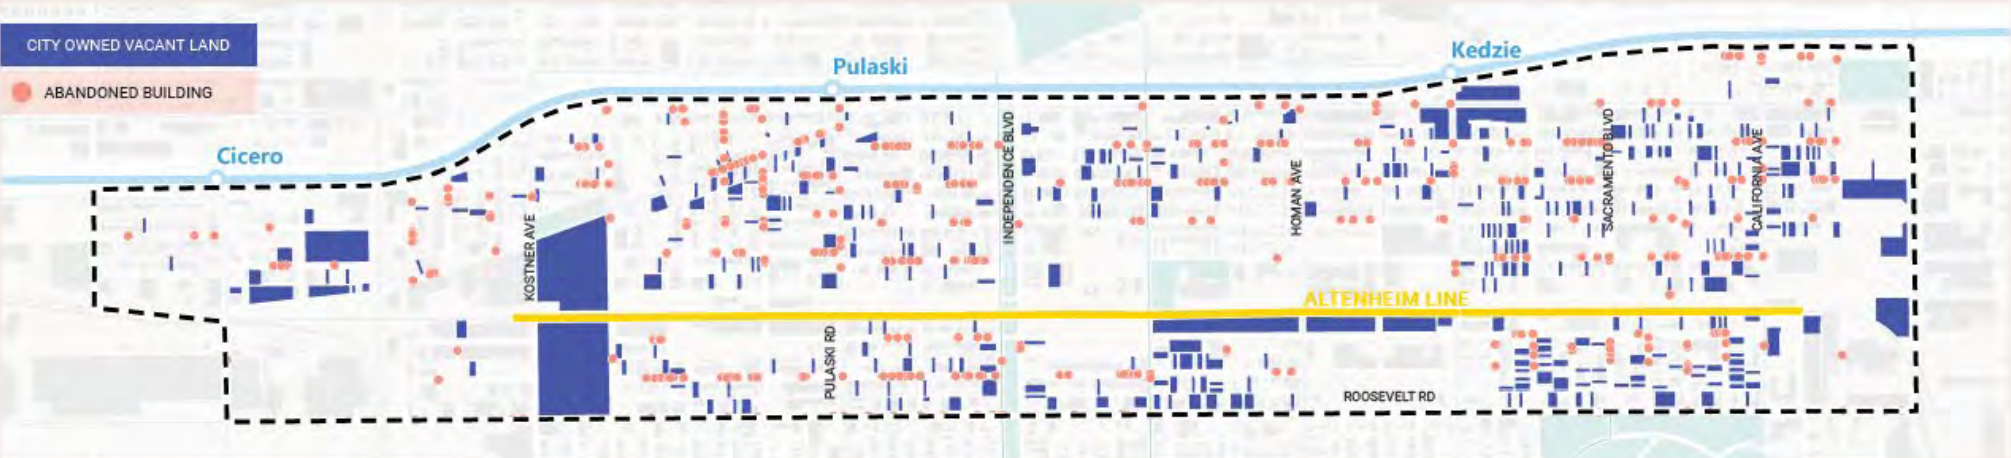 CITY OWNED VACANT LAND
ABANDONED BUILDING
Cicero
Pulaski
Kedzie
KOSTNER AVE
PULASKI RD
INDEPENDENCE BLVD
HOMAN AVE
SACRAMENTO BLVD
CALIFORNIA AVE
ALTENHEIM LINE
ROOSEVELT RD